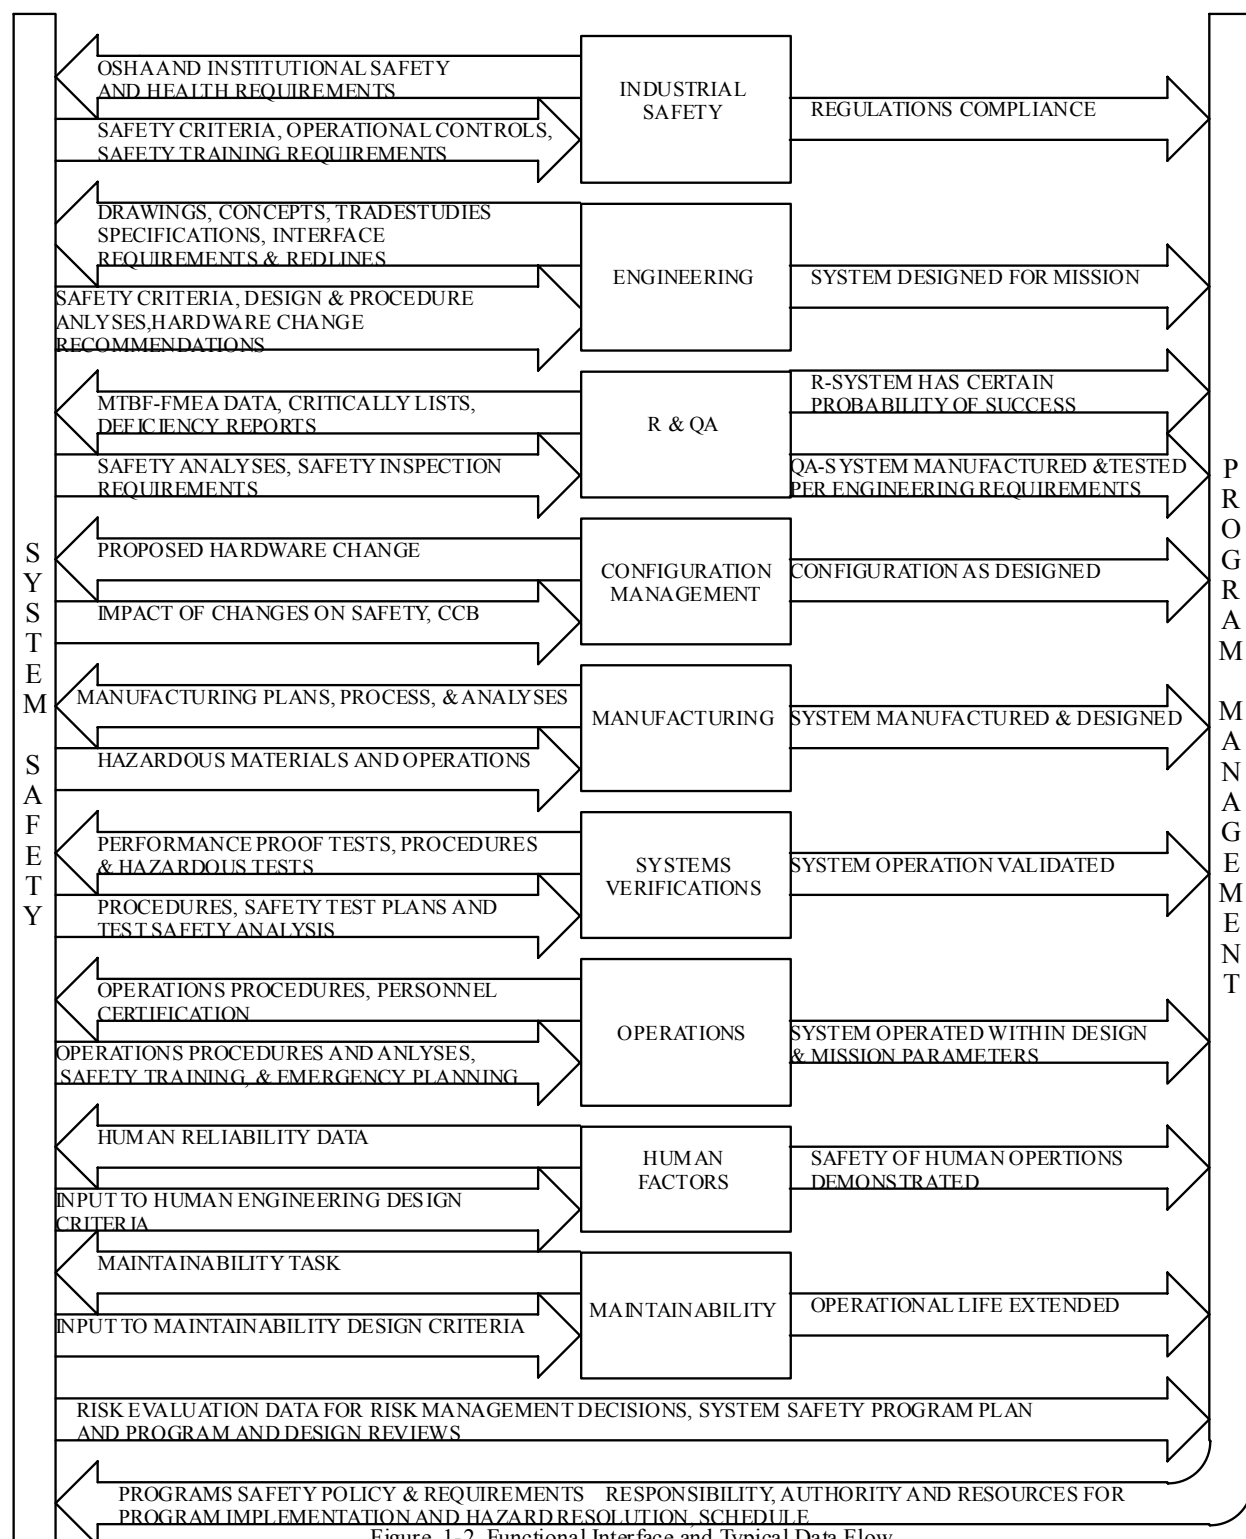 OSHA AND INSTITUTIONAL SAFETY
AND HEALTH REQUIREMENTS
SAFETY CRITERIA, OPERATIONAL CONTROLS,
SAFETY TRAINING REQUIREMENTS
INDUSTRIAL
SAFETY
REGULATIONS COMPLIANCE
DRAWINGS, CONCEPTS, TRADESTUDIES
SPECIFICATIONS, INTERFACE
REQUIREMENTS & REDLINES
SAFETY CRITERIA, DESIGN & PROCEDURE
ANLYSES,HARDWARE CHANGE
RECOMMENDATIONS
ENGINEERING
SYSTEM DESIGNED FOR MISSION
MTBF-FMEA DATA, CRITICALLY LISTS,
DEFICIENCY REPORTS
SAFETY ANALYSES, SAFETY INSPECTION
REQUIREMENTS
R & QA
R-SYSTEM HAS CERTAIN
PROBABILITY OF SUCCESS
QA-SYSTEM MANUFACTURED &TESTED
PER ENGINEERING REQUIREMENTS
PROPOSED HARDWARE CHANGE
IMPACT OF CHANGES ON SAFETY, CCB
CONFIGURATION
MANAGEMENT
CONFIGURATION AS DESIGNED
MANUFACTURING PLANS, PROCESS, & ANALYSES
HAZARDOUS MATERIALS AND OPERATIONS
MANUFACTURING
SYSTEM MANUFACTURED & DESIGNED
PERFORMANCE PROOF TESTS, PROCEDURES
& HAZARDOUS TESTS
PROCEDURES, SAFETY TEST PLANS AND
TEST SAFETY ANALYSIS
SYSTEMS
VERIFICATIONS
SYSTEM OPERATION VALIDATED
OPERATIONS PROCEDURES, PERSONNEL
CERTIFICATION
OPERATIONS PROCEDURES AND ANLYSES,
SAFETY TRAINING, & EMERGENCY PLANNING
OPERATIONS
SYSTEM OPERATED WITHIN DESIGN
& MISSION PARAMETERS
HUMAN RELIABILITY DATA
INPUT TO HUMAN ENGINEERING DESIGN
CRITERIA
HUMAN
FACTORS
SAFETY OF HUMAN OPERTIONS
DEMONSTRATED
MAINTAINABILITY TASK
INPUT TO MAINTAINABILITY DESIGN CRITERIA
MAINTAINABILITY
OPERATIONAL LIFE EXTENDED
SYSTEM SAFETY
PROGRAM MANAGEMENT
RISK EVALUATION DATA FOR RISK MANAGEMENT DECISIONS, SYSTEM SAFETY PROGRAM PLAN
AND PROGRAM AND DESIGN REVIEWS
PROGRAMS SAFETY POLICY & REQUIREMENTS RESPONSIBILITY, AUTHORITY AND RESOURCES FOR
PROGRAM IMPLEMENTATION AND HAZARD RESOLUTION, SCHEDULE
Figure 1-2 Functional Interface and Typical Data Flow